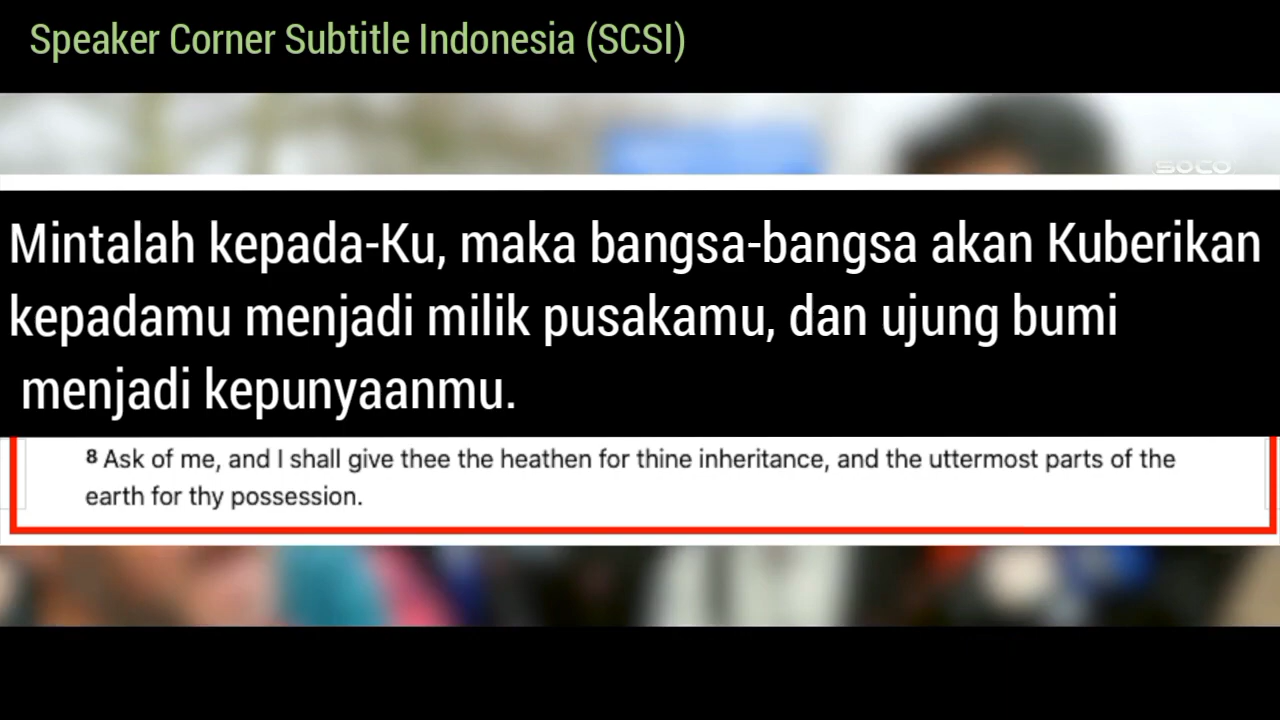 Speaker Corner Subtitle Indonesia (SCSI)
SOCO
Mintalah kepada-Ku, maka bangsa-bangsa akan Kuberikan
kepadamu menjadi milik pusakamu, dan ujung bumi
menjadi kepunyaanmu.
8 Ask of me, and I shall give thee the heathen for thine inheritance, and the uttermost parts of the
earth for thy possession.